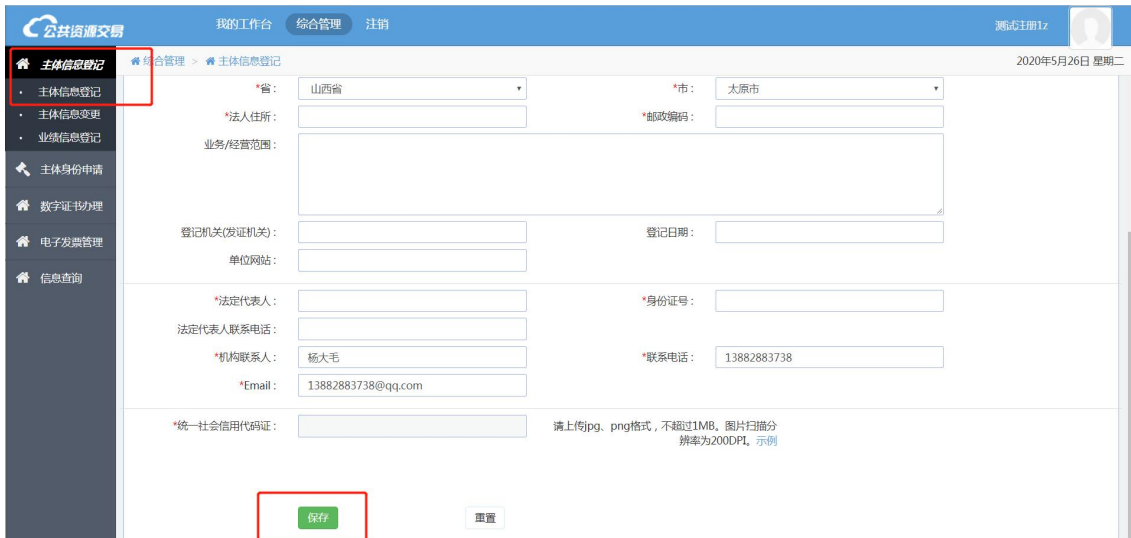 公共资源交易 我的工作台 综合管理 注销 测试注册1z
主体信息登记 综合管理 > 主体信息登记 2020年5月26日 星期二
· 主体信息登记
· 主体信息变更
· 业绩信息登记
主体身份申请
数字证书办理
电子发票管理
信息查询
*省： 山西省 *市： 太原市
*法人住所： *邮政编码：
业务/经营范围：
登记机关(发证机关)： 登记日期：
单位网站：
*法定代表人： *身份证号：
法定代表人联系电话：
*机构联系人： 杨大毛 *联系电话： 13882883738
*Email： 13882883738@qq.com
*统一社会信用代码证： 请上传jpg、png格式，不超过1MB。图片扫描分
辨率为200DPI。示例
保存 重置